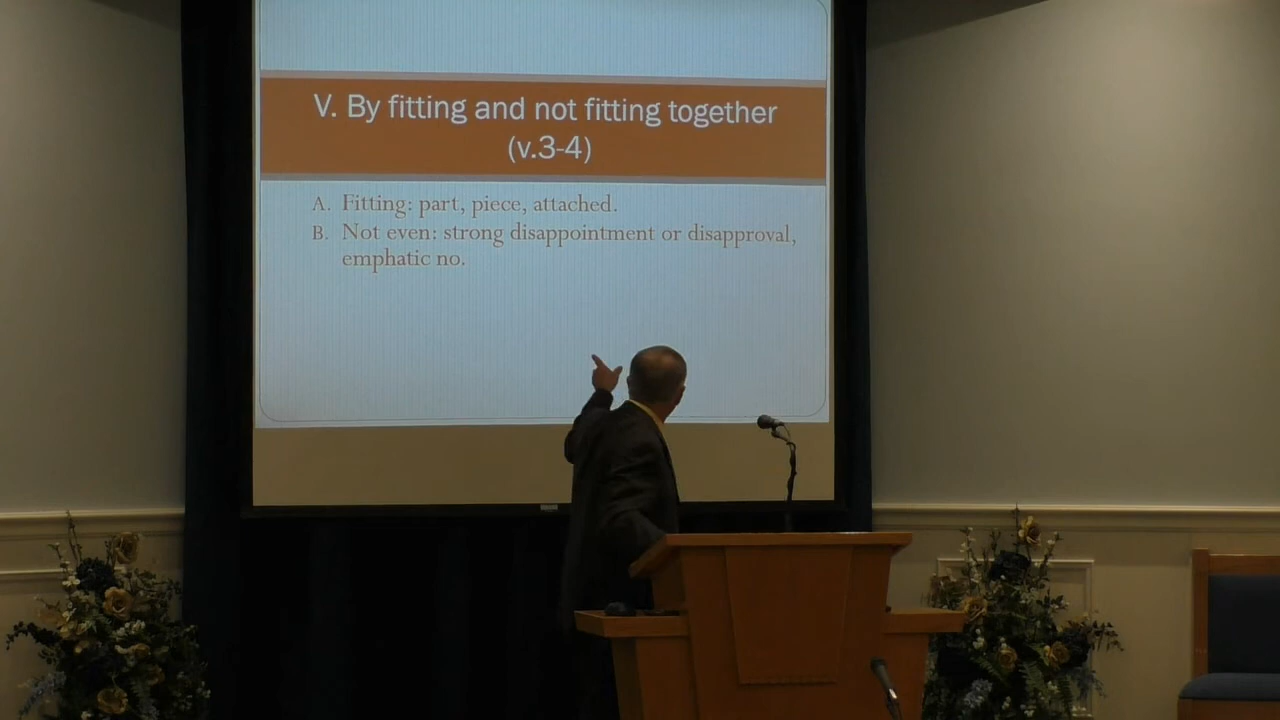 V. By fitting and not fitting together
(v.3-4)
A. Fitting: part, piece, attached.
B. Not even: strong disappointment or disapproval,
emphatic no.